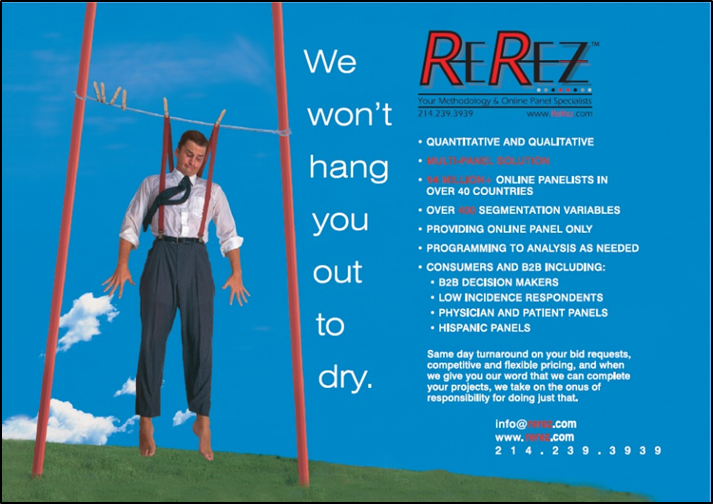 We
won't
hang
you
out
to
dry.
REREZ™
Your Methodology & Online Panel Specialists
214.239.3939 www.rerez.com
• QUANTITATIVE AND QUALITATIVE
• MULTI-PANEL SOLUTION
• MILLION+ ONLINE PANELISTS IN
OVER 40 COUNTRIES
• OVER SEGMENTATION VARIABLES
• PROVIDING ONLINE PANEL ONLY
• PROGRAMMING TO ANALYSIS AS NEEDED
• CONSUMERS AND B2B INCLUDING:
• B2B DECISION MAKERS
• LOW INCIDENCE RESPONDENTS
• PHYSICIAN AND PATIENT PANELS
• HISPANIC PANELS
Same day turnaround on your bid requests,
competitive and flexible pricing, and when
we give you our word that we can complete
your projects, we take on the onus of
responsibility for doing just that.
info@rerez.com
www.rerez.com
214.239.3939